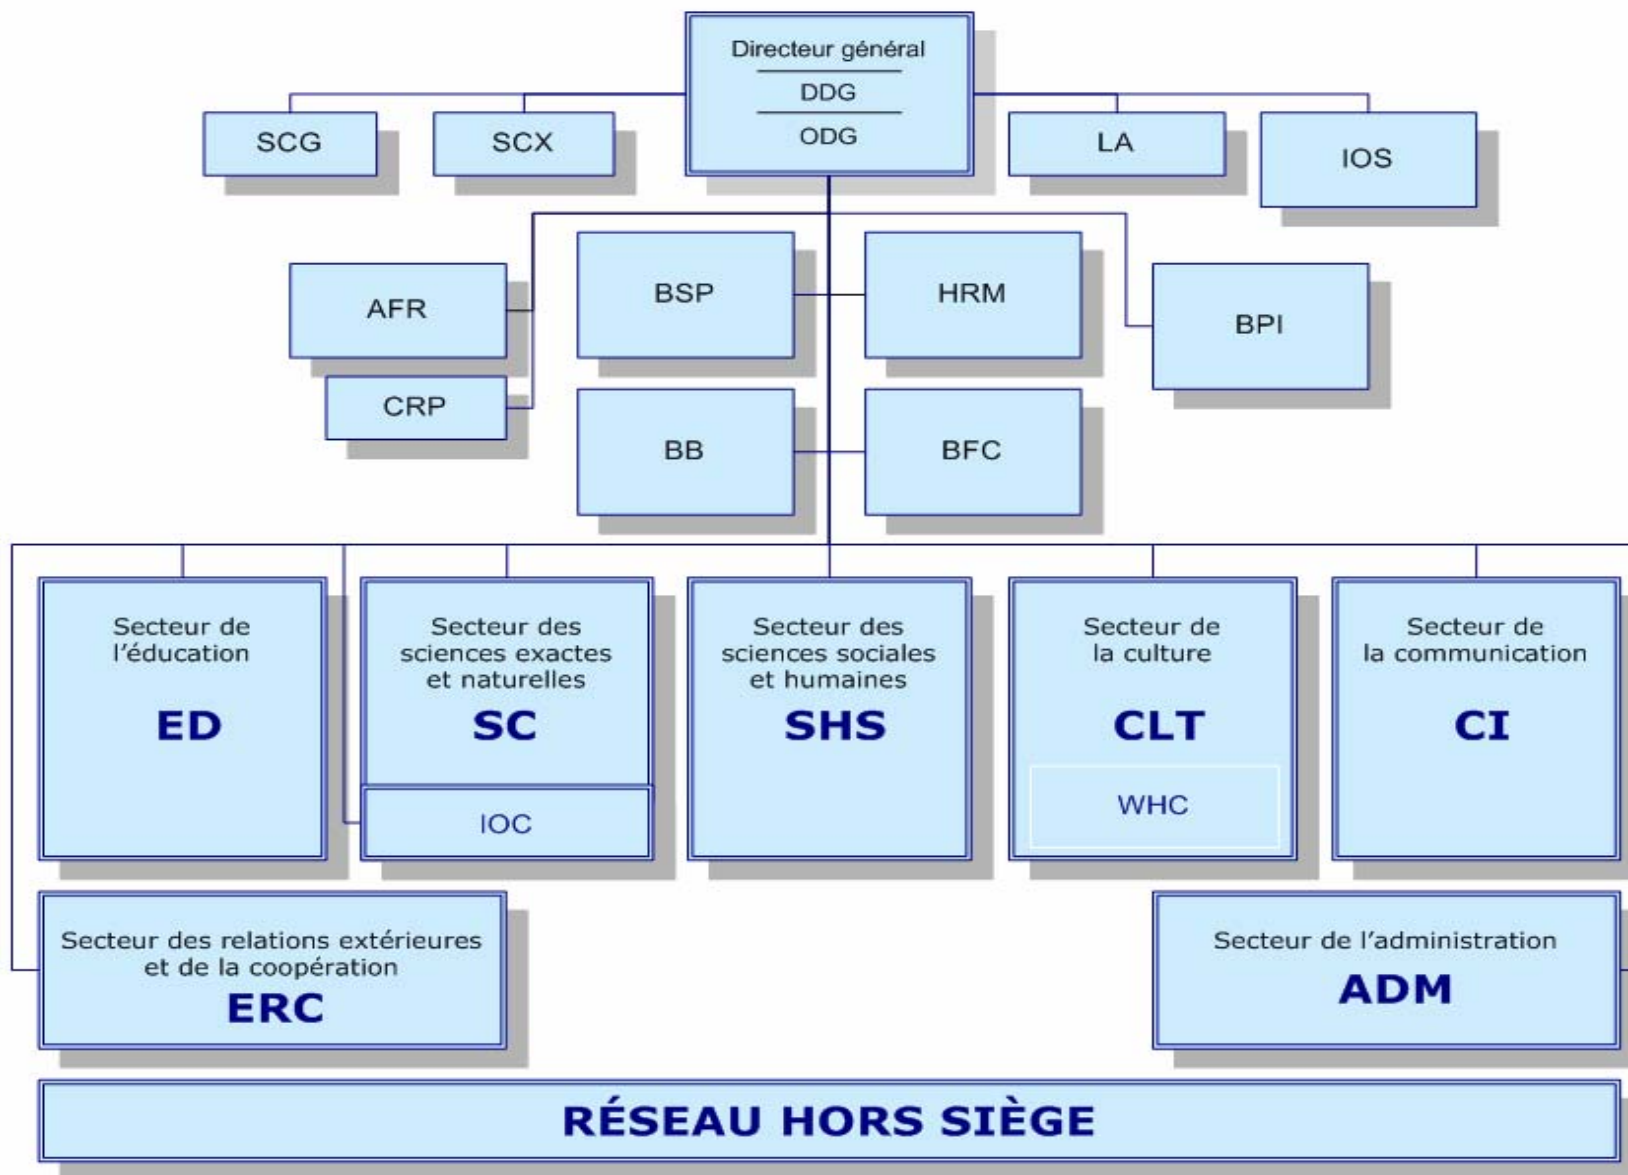 Directeur général
DDG
ODG
SCG
SCX
LA
IOS
AFR
BSP
HRM
BPI
CRP
BB
BFC
Secteur de
l'éducation
ED
Secteur des
sciences exactes
et naturelles
SC
IOC
Secteur des
sciences sociales
et humaines
SHS
Secteur de
la culture
CLT
WHC
Secteur de
la communication
CI
Secteur des relations extérieures
et de la coopération
ERC
Secteur de l'administration
ADM
RÉSEAU HORS SIÈGE